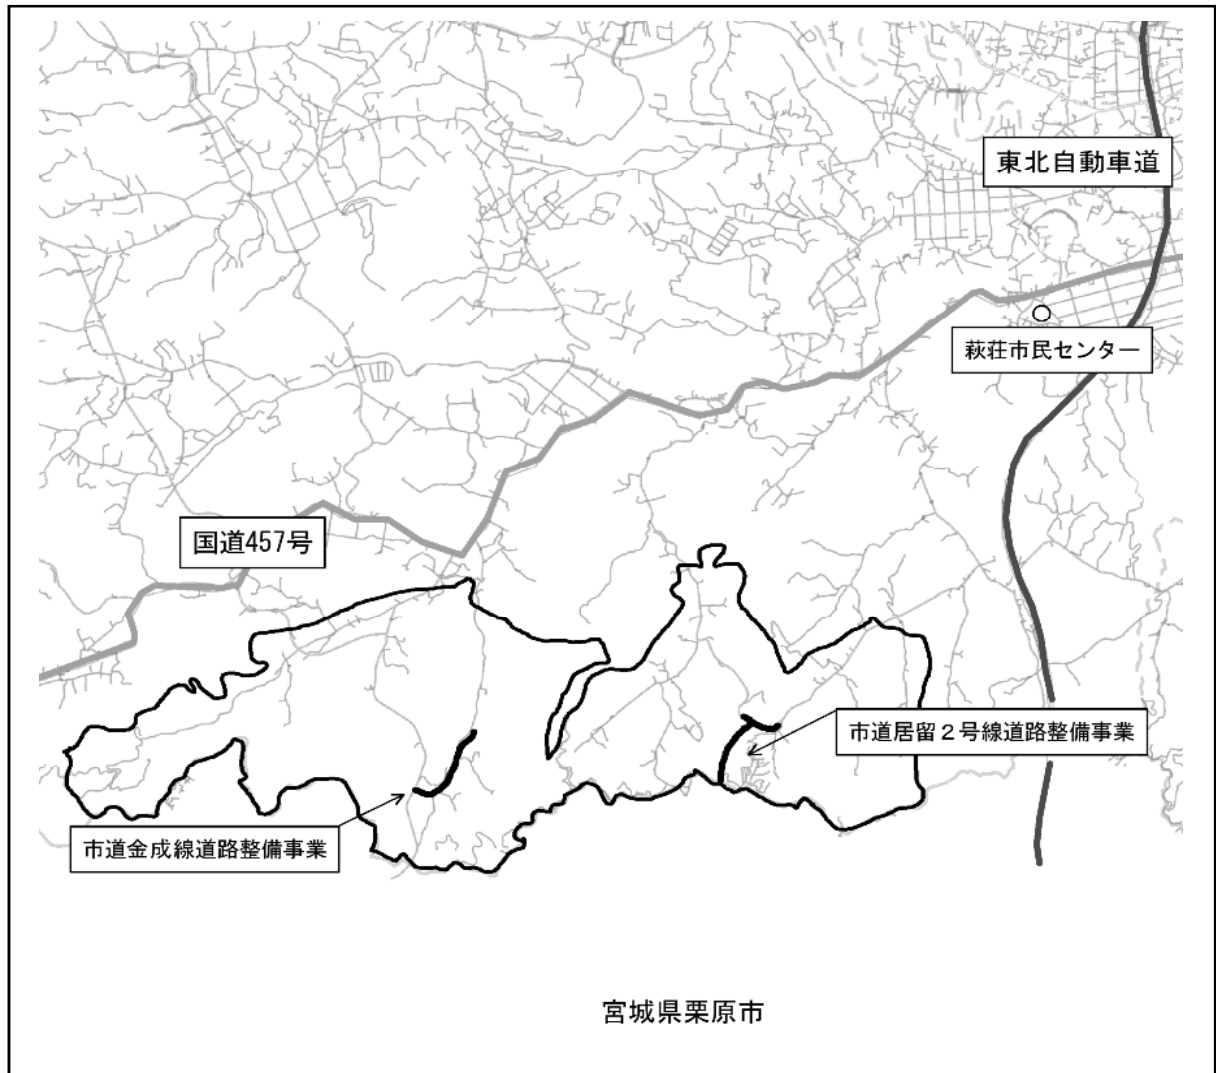 東北自動車道
萩荘市民センター
国道457号
市道居留２号線道路整備事業
市道金成線道路整備事業
宮城県栗原市